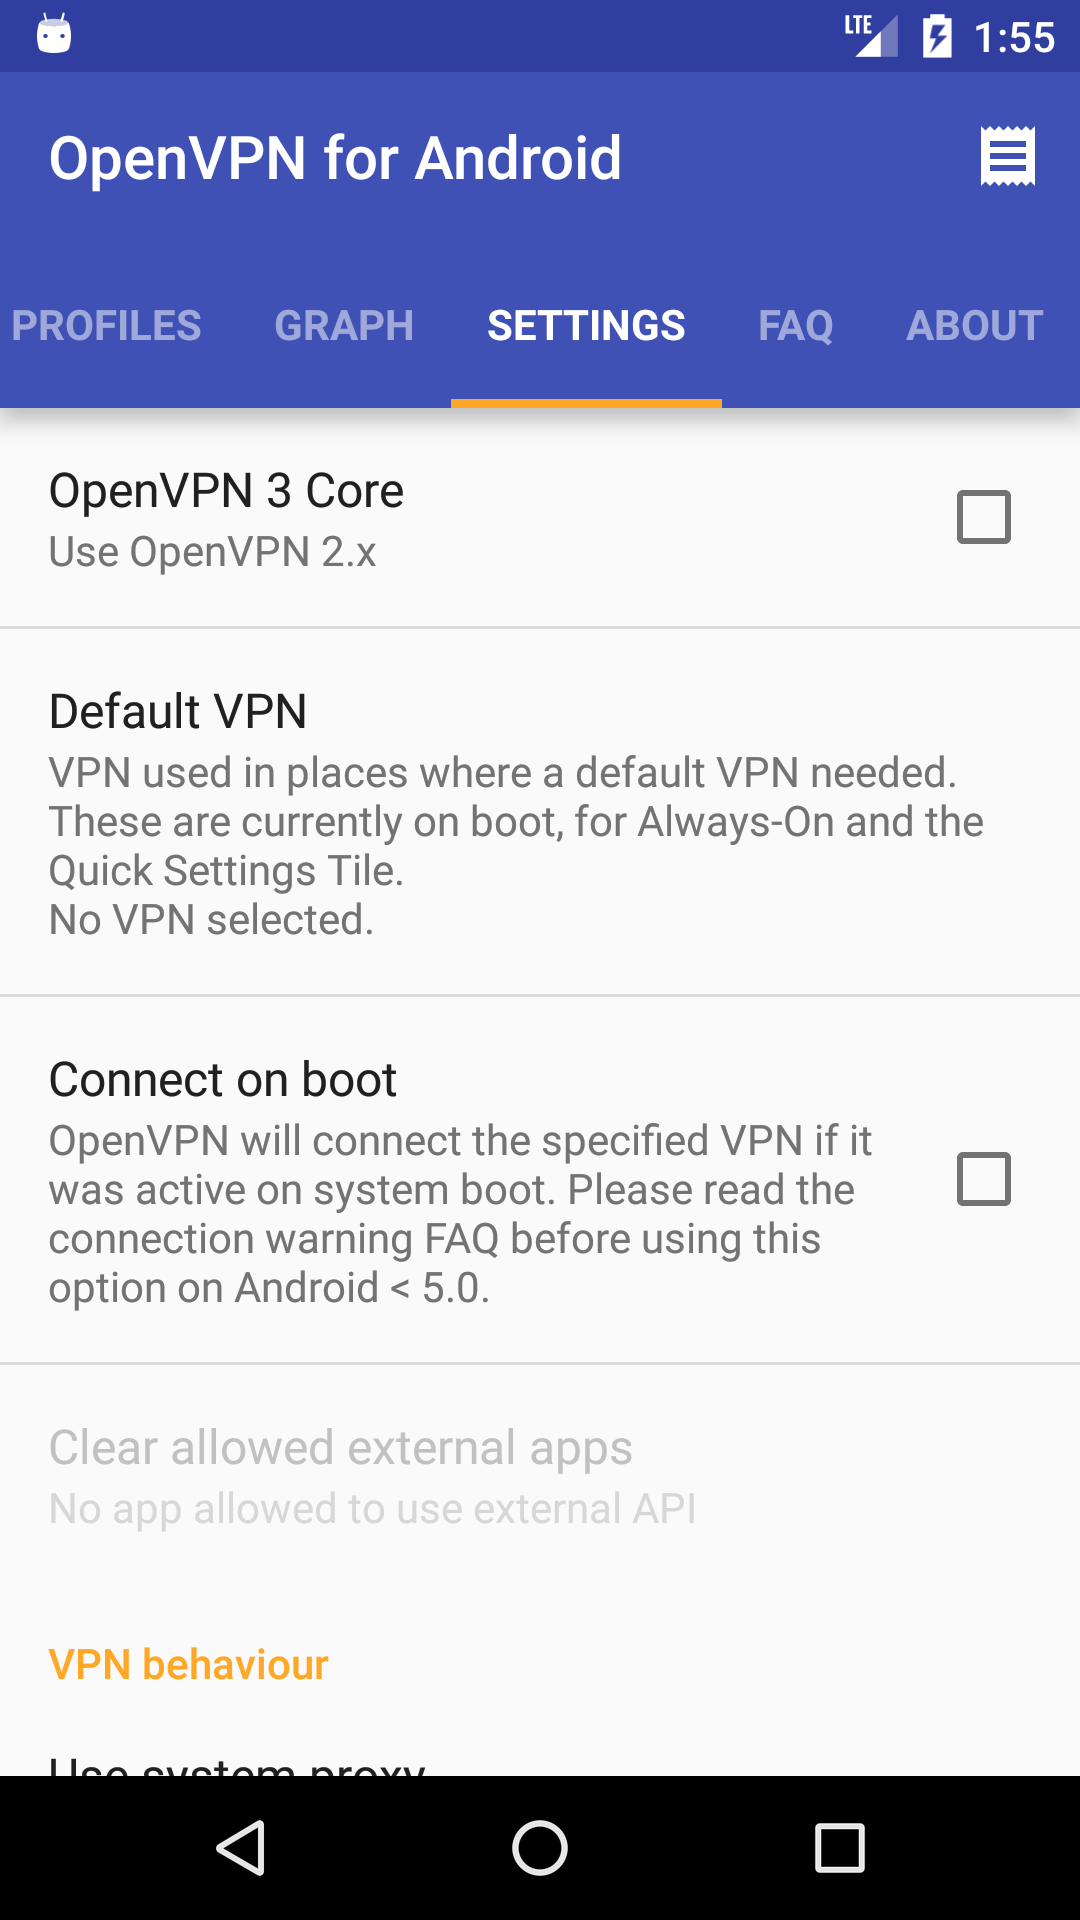 LTE 1:55
OpenVPN for Android
PROFILES GRAPH SETTINGS FAQ ABOUT
OpenVPN 3 Core
Use OpenVPN 2.x
Default VPN
VPN used in places where a default VPN needed.
These are currently on boot, for Always-On and the
Quick Settings Tile.
No VPN selected.
Connect on boot
OpenVPN will connect the specified VPN if it
was active on system boot. Please read the
connection warning FAQ before using this
option on Android < 5.0.
Clear allowed external apps
No app allowed to use external API
VPN behaviour
Use system proxy